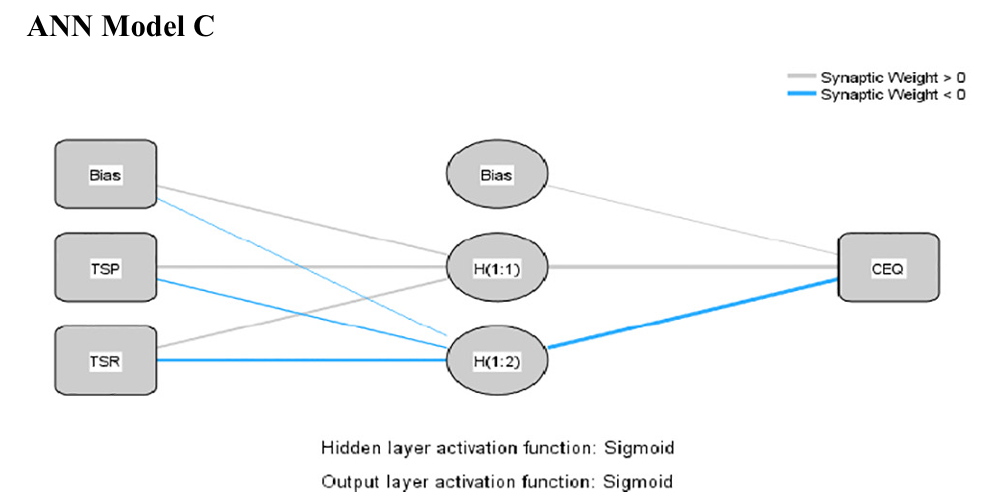 ANN Model C
Synaptic Weight > 0
Synaptic Weight < 0
Bias
Bias
TSP
H(1:1)
CEQ
TSR
H(1:2)
Hidden layer activation function: Sigmoid
Output layer activation function: Sigmoid